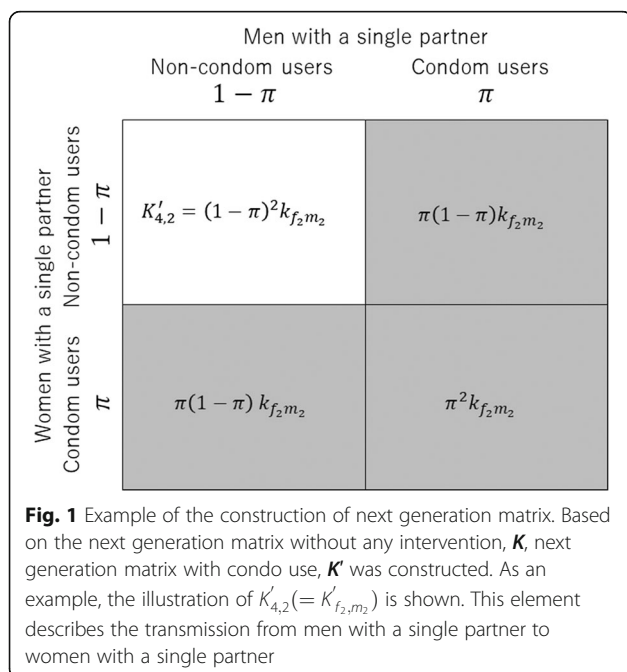 Men with a single partner
Non-condom users Condom users
1 − π π
Women with a single partner
Non-condom users
1 − π
K′4,2 = (1 − π)²kf₂m₂ π(1 − π)kf₂m₂
Condom users
π
π(1 − π) kf₂m₂ π²kf₂m₂
Fig. 1 Example of the construction of next generation matrix. Based
on the next generation matrix without any intervention, K, next
generation matrix with condo use, K' was constructed. As an
example, the illustration of K′4,2(= K′f₂,m₂) is shown. This element
describes the transmission from men with a single partner to
women with a single partner